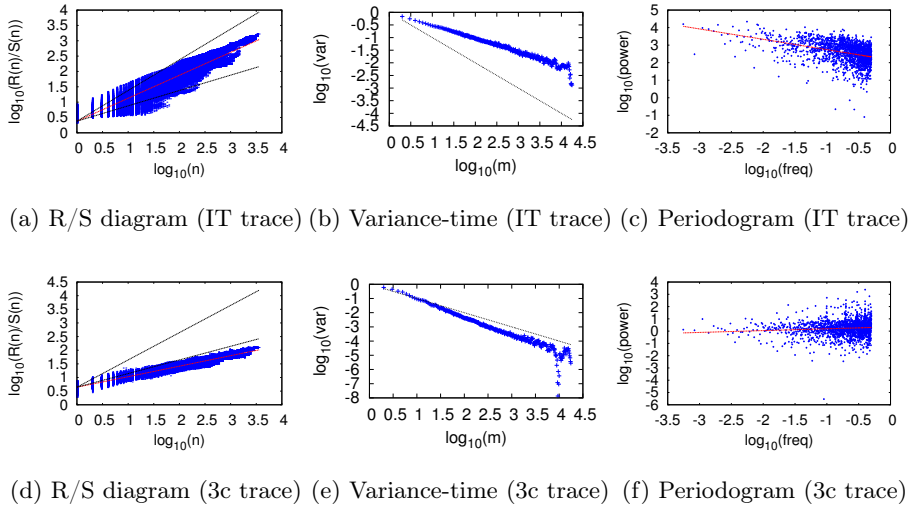 log10(R(n)/S(n))
4
3.5
3
2.5
2
1.5
1
0.5
0
0 0.5 1 1.5 2 2.5 3 3.5 4
log10(n)
log10(var)
0
-0.5
-1.5
-2.5
-3.5
-4.5
0 0.5 1 1.5 2 2.5 3 3.5 4 4.5
log10(m)
log10(power)
5
4
3
2
1
0
-1
-2
-3.5 -3 -2.5 -2 -1.5 -1 -0.5 0
log10(freq)
(a) R/S diagram (IT trace) (b) Variance-time (IT trace) (c) Periodogram (IT trace)
log10(R(n)/S(n))
4.5
4
3.5
3
2.5
2
1.5
1
0.5
0
0 0.5 1 1.5 2 2.5 3 3.5 4
log10(n)
log10(var)
0
-1
-2
-3
-4
-5
-6
-7
-8
0 0.5 1 1.5 2 2.5 3 3.5 4 4.5
log10(m)
log10(power)
4
3
2
1
0
-1
-2
-3
-4
-5
-6
-3.5 -3 -2.5 -2 -1.5 -1 -0.5 0
log10(freq)
(d) R/S diagram (3c trace) (e) Variance-time (3c trace) (f) Periodogram (3c trace)